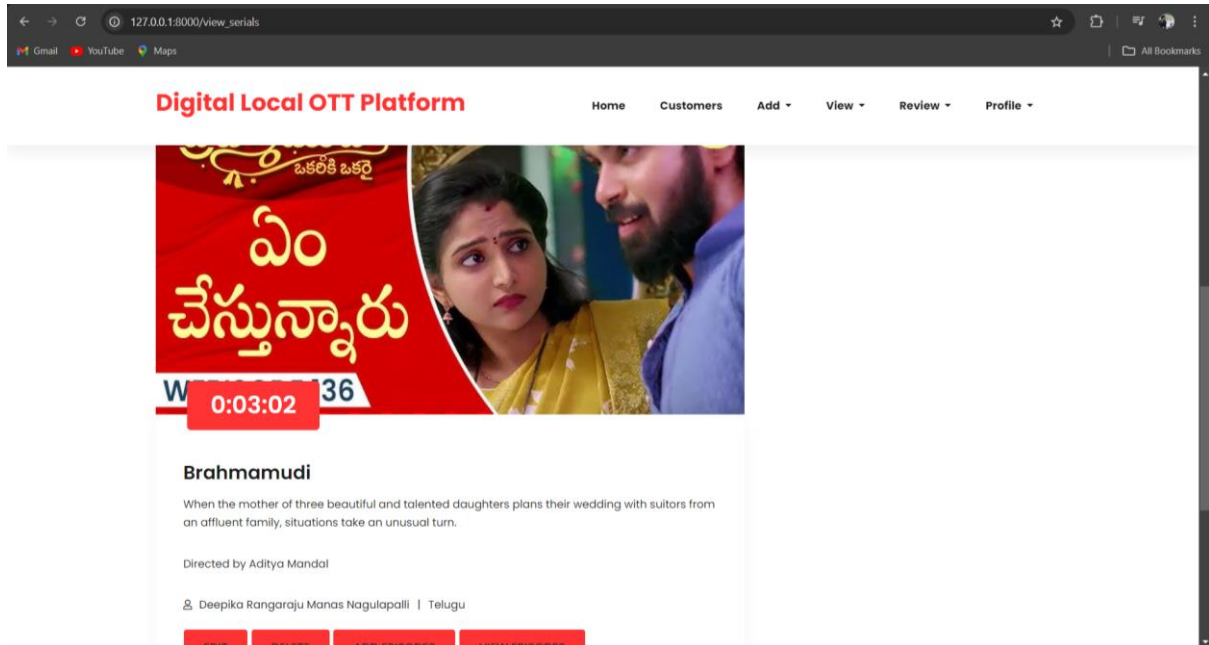 127.0.0.1:8000/view_serials
Gmail YouTube Maps All Bookmarks
Digital Local OTT Platform Home Customers Add View Review Profile
ఒకరికి ఒకరై
ఏం
చేస్తున్నారు
36
0:03:02
Brahmamudi
When the mother of three beautiful and talented daughters plans their wedding with suitors from
an affluent family, situations take an unusual turn.
Directed by Aditya Mandal
Deepika Rangaraju Manas Nagulapalli | Telugu